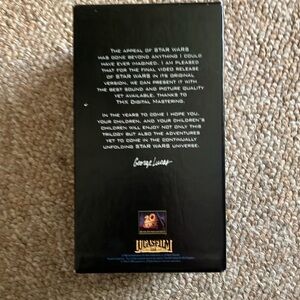 THE APPEAL OF STAR WARS
HAS GONE BEYOND ANYTHING I COULD
HAVE EVER IMAGINED. I AM PLEASED
THAT FOR THE FINAL VIDEO RELEASE
OF STAR WARS IN ITS ORIGINAL
VERSION, WE CAN PRESENT IT WITH
THE BEST SOUND AND PICTURE QUALITY
YET AVAILABLE, THANKS TO
THX DIGITAL MASTERING.
IN THE YEARS TO COME I HOPE YOU,
YOUR CHILDREN, AND YOUR CHILDREN'S
CHILDREN WILL ENJOY NOT ONLY THIS
TRILOGY BUT ALSO THE ADVENTURES
YET TO COME IN THE CONTINUALLY
UNFOLDING STAR WARS UNIVERSE.
George Lucas
20
LUCASFILM